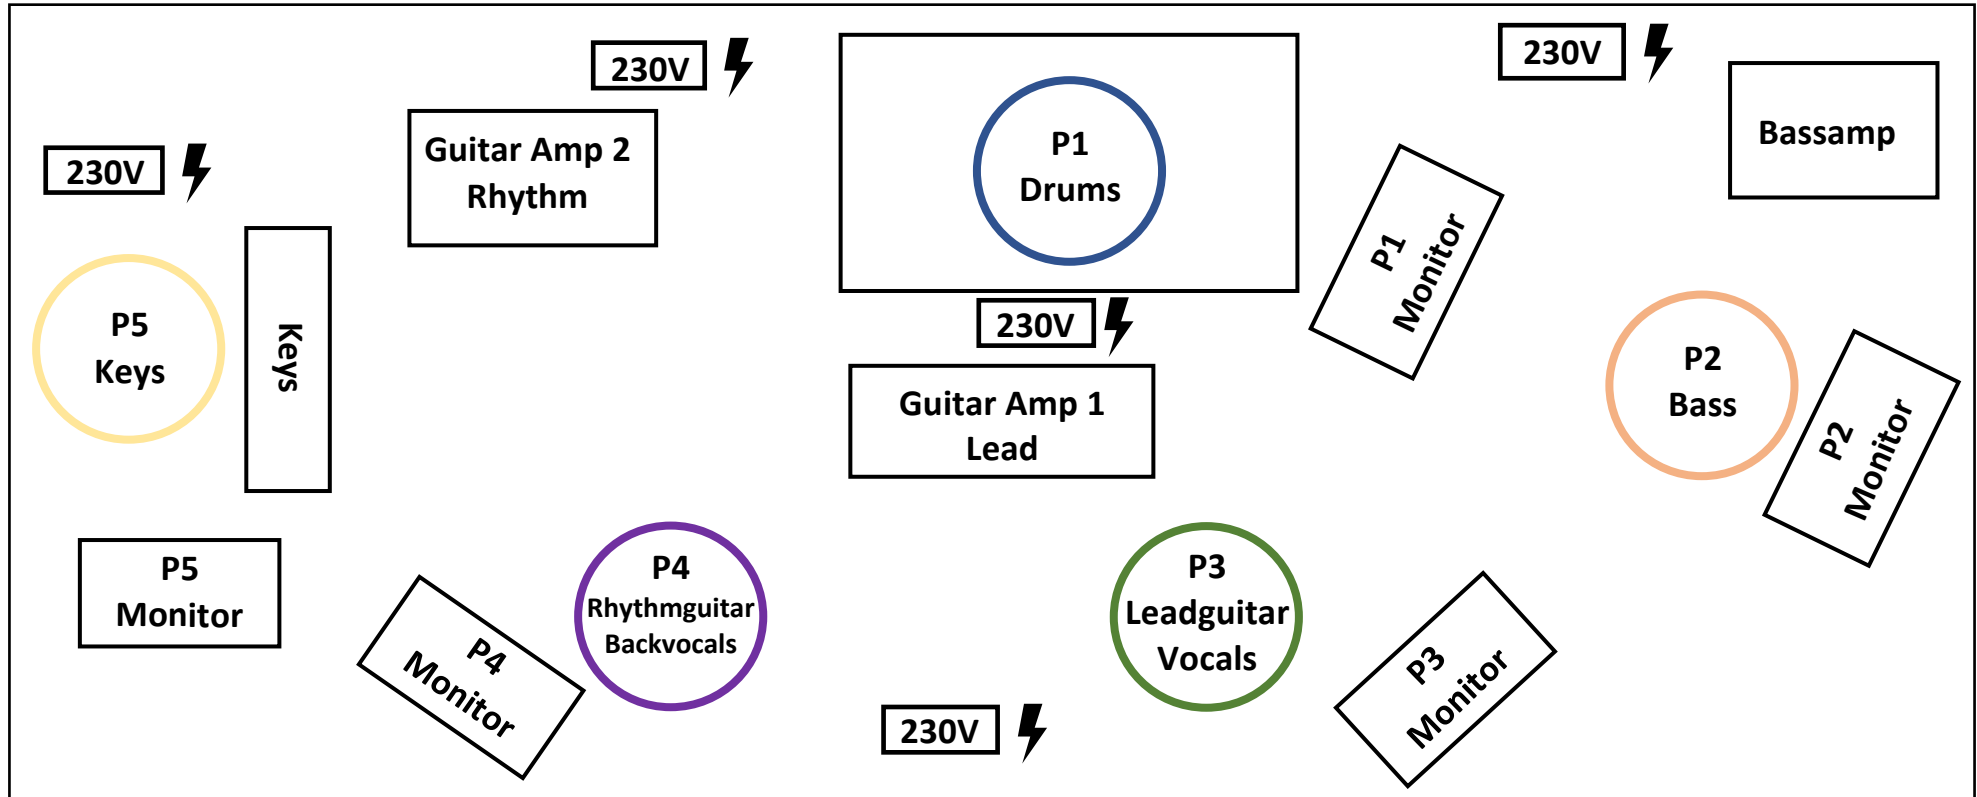 230V
230V
Guitar Amp 2
Rhythm
230V
P1
Drums
230V
Bassamp
P1
Monitor
P5
Keys
Keys
230V
Guitar Amp 1
Lead
P2
Bass
P2
Monitor
P5
Monitor
P4
Monitor
P4
Rhythmguitar
Backvocals
P3
Leadguitar
Vocals
P3
Monitor
230V